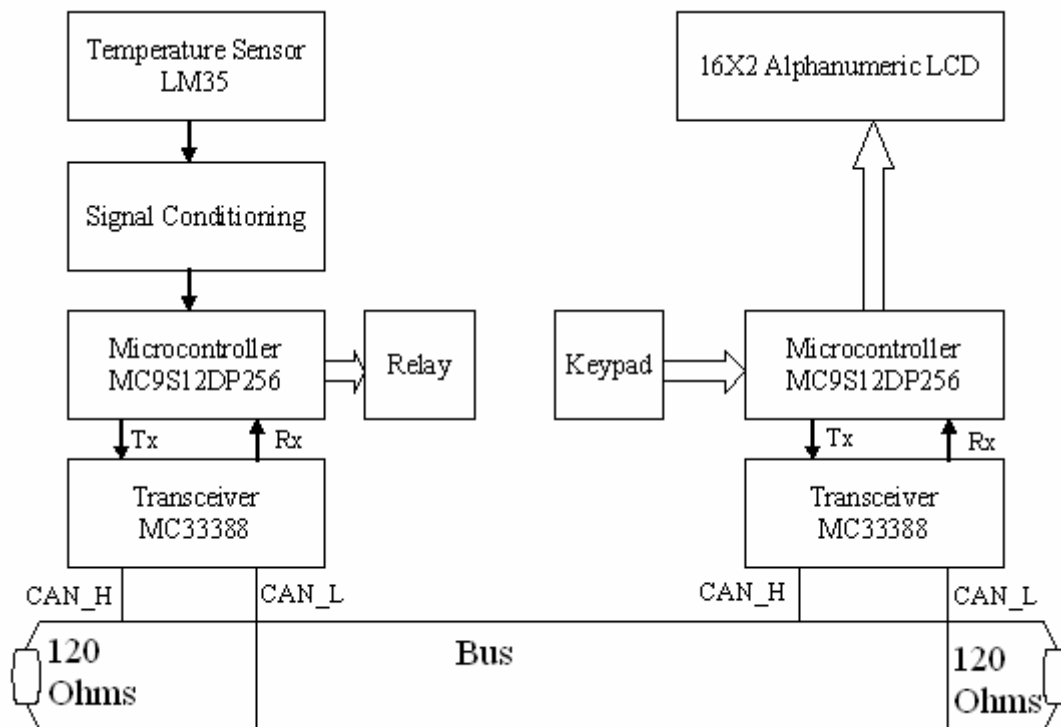 Temperature Sensor
LM35
Signal Conditioning
Microcontroller
MC9S12DP256
Relay
Tx
Rx
Transceiver
MC33388
CAN_H
CAN_L
16X2 Alphanumeric LCD
Keypad
Microcontroller
MC9S12DP256
Tx
Rx
Transceiver
MC33388
CAN_H
CAN_L
120
Ohms
Bus
120
Ohms